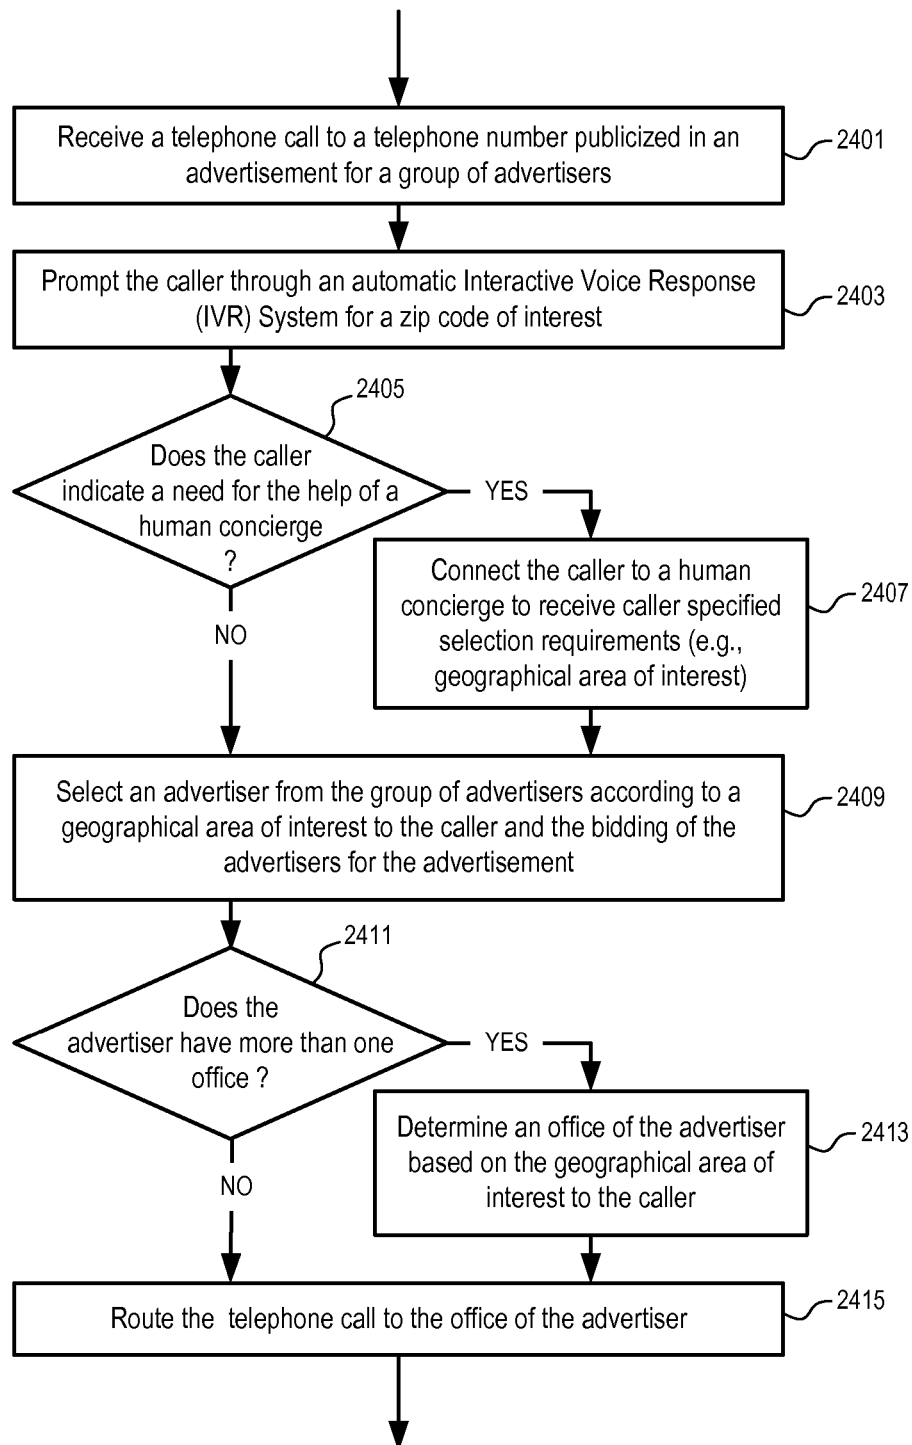 Receive a telephone call to a telephone number publicized in an
advertisement for a group of advertisers
2401
Prompt the caller through an automatic Interactive Voice Response
(IVR) System for a zip code of interest
2403
2405
Does the caller
indicate a need for the help of a
human concierge
?
YES
NO
Connect the caller to a human
concierge to receive caller specified
selection requirements (e.g.,
geographical area of interest)
2407
Select an advertiser from the group of advertisers according to a
geographical area of interest to the caller and the bidding of the
advertisers for the advertisement
2409
2411
Does the
advertiser have more than one
office ?
YES
NO
Determine an office of the advertiser
based on the geographical area of
interest to the caller
2413
Route the telephone call to the office of the advertiser
2415